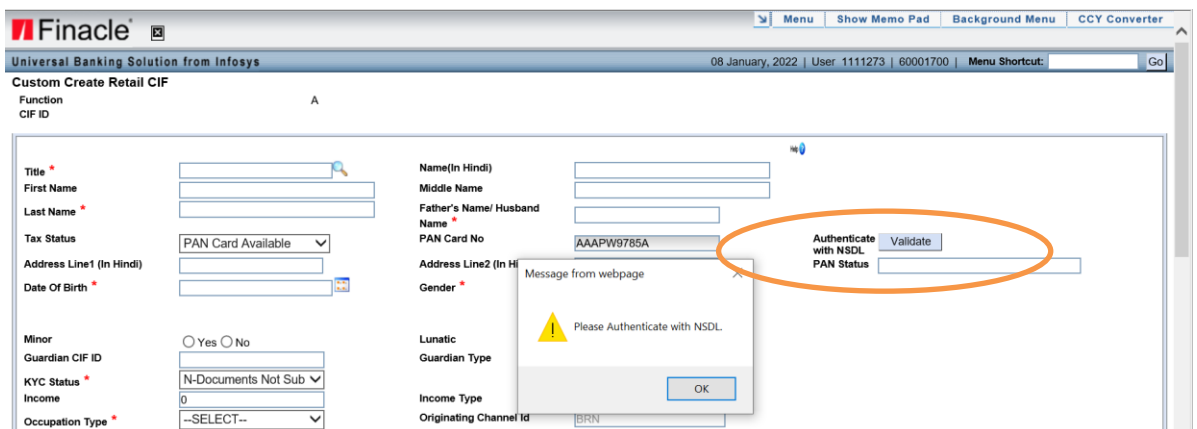 Finacle
Menu | Show Memo Pad | Background Menu | CCY Converter
Universal Banking Solution from Infosys
08 January, 2022 | User 1111273 | 60001700 | Menu Shortcut: Go
Custom Create Retail CIF
Function A
CIF ID
Title * Name(In Hindi)
First Name Middle Name
Last Name * Father's Name/ Husband Name *
Tax Status PAN Card Available PAN Card No AAAPW9785A Authenticate with NSDL Validate
Address Line1 (In Hindi) Address Line2 (In Hi PAN Status
Date Of Birth * Gender *
Message from webpage
Please Authenticate with NSDL.
OK
Minor Yes No Lunatic
Guardian CIF ID Guardian Type
KYC Status * N-Documents Not Sub
Income 0 Income Type
Occupation Type * --SELECT-- Originating Channel Id BRN